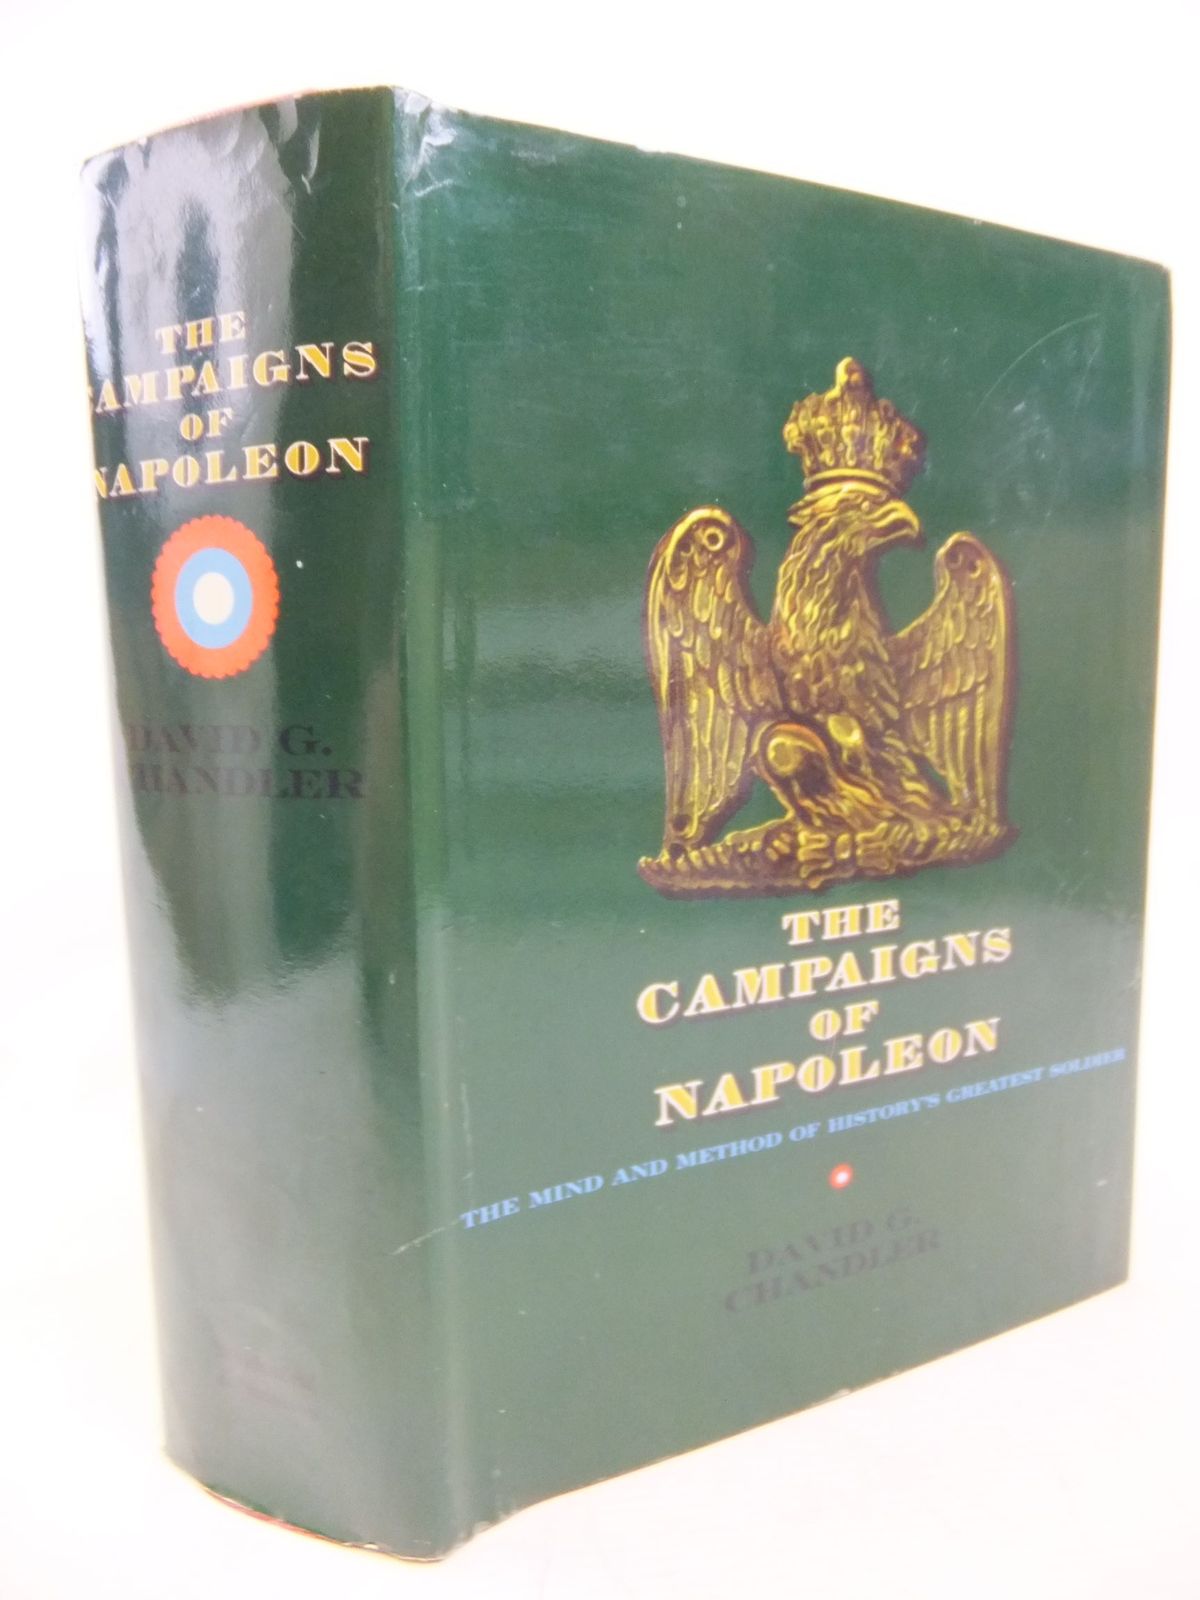 THE
CAMPAIGNS
OF
NAPOLEON
DAVID G.
CHANDLER
THE
CAMPAIGNS
OF
NAPOLEON
THE MIND AND METHOD OF HISTORY'S GREATEST SOLDIER
DAVID G.
CHANDLER